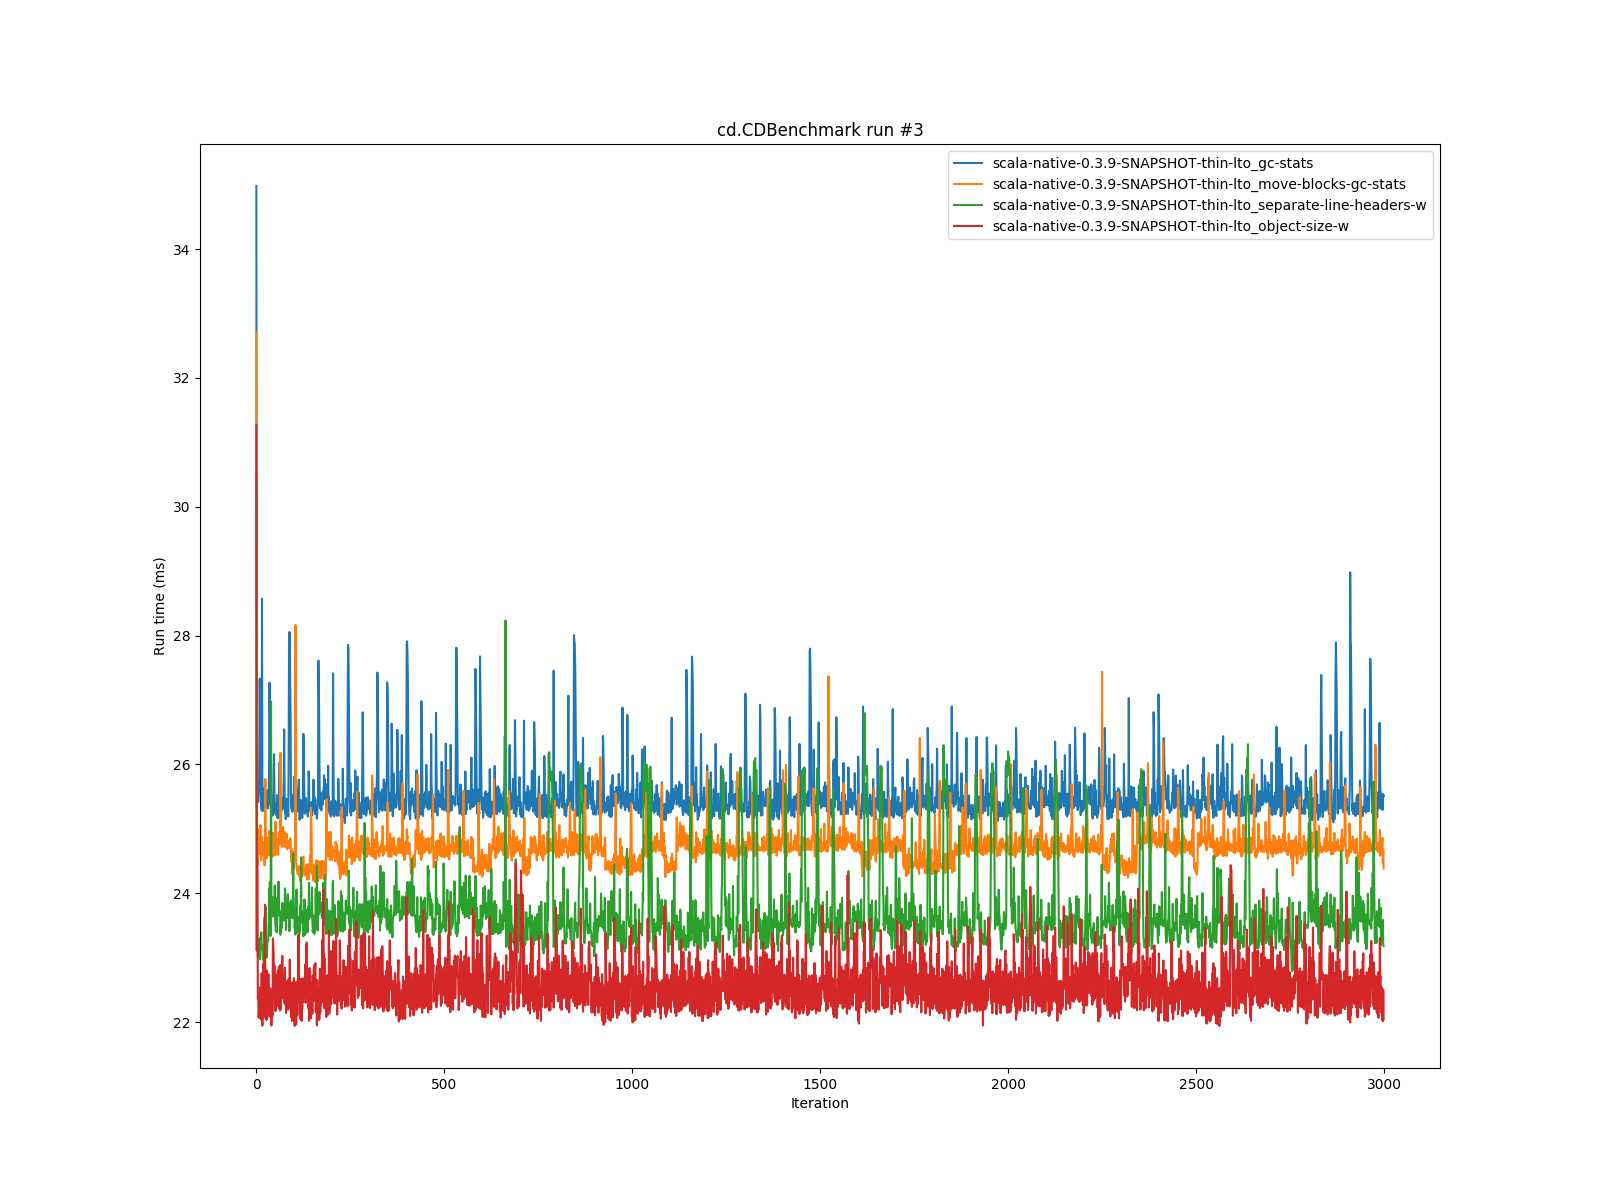 cd.CDBenchmark run #3
scala-native-0.3.9-SNAPSHOT-thin-lto_gc-stats
scala-native-0.3.9-SNAPSHOT-thin-lto_move-blocks-gc-stats
scala-native-0.3.9-SNAPSHOT-thin-lto_separate-line-headers-w
scala-native-0.3.9-SNAPSHOT-thin-lto_object-size-w
Run time (ms)
34
32
30
28
26
24
22
0 500 1000 1500 2000 2500 3000
Iteration